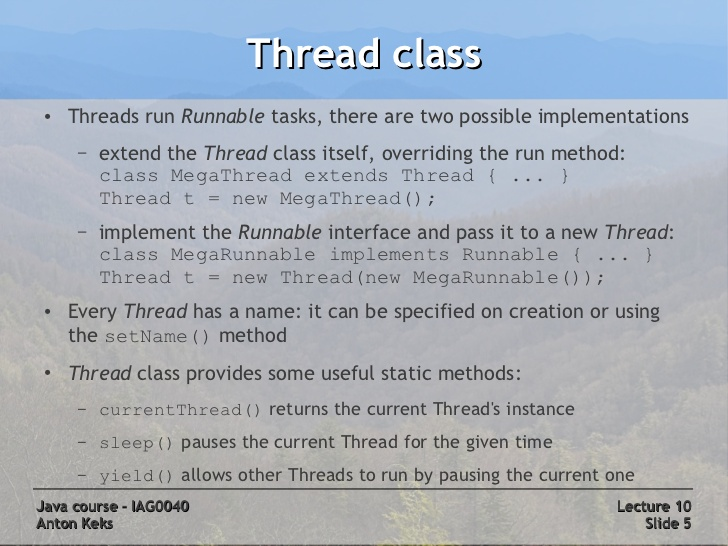 Thread class
• Threads run Runnable tasks, there are two possible implementations
– extend the Thread class itself, overriding the run method:
class MegaThread extends Thread { ... }
Thread t = new MegaThread();
– implement the Runnable interface and pass it to a new Thread:
class MegaRunnable implements Runnable { ... }
Thread t = new Thread(new MegaRunnable());
• Every Thread has a name: it can be specified on creation or using
the setName() method
• Thread class provides some useful static methods:
– currentThread() returns the current Thread's instance
– sleep() pauses the current Thread for the given time
– yield() allows other Threads to run by pausing the current one
Java course - IAG0040
Anton Keks
Lecture 10
Slide 5